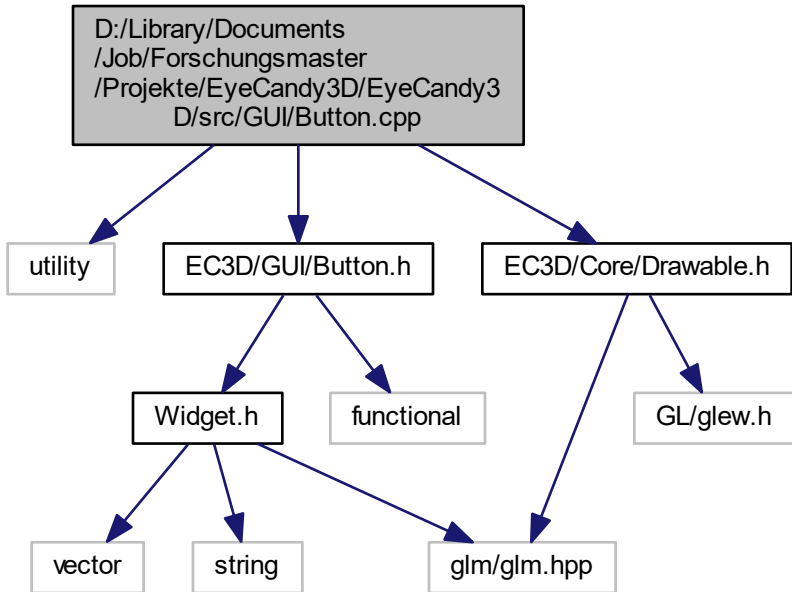 D:/Library/Documents
/Job/Forschungsmaster
/Projekte/EyeCandy3D/EyeCandy3
D/src/GUI/Button.cpp
utility
EC3D/GUI/Button.h
EC3D/Core/Drawable.h
Widget.h
functional
GL/glew.h
vector
string
glm/glm.hpp